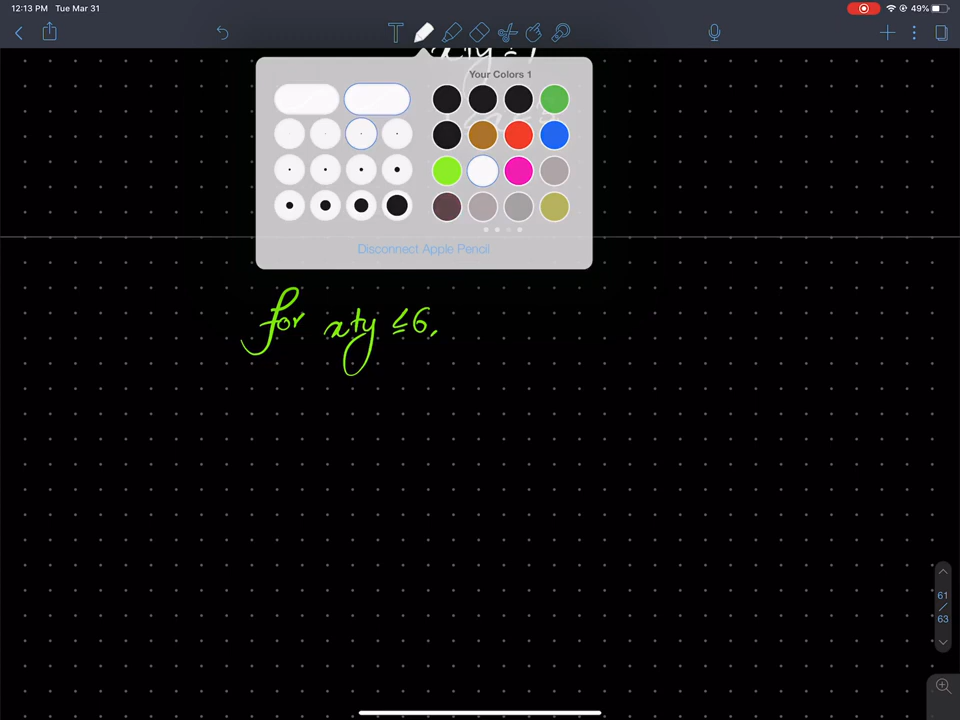 12:13 PM Tue Mar 31
49%
T
Your Colors 1
Disconnect Apple Pencil
for x+y ≤ 6,
61
/
63